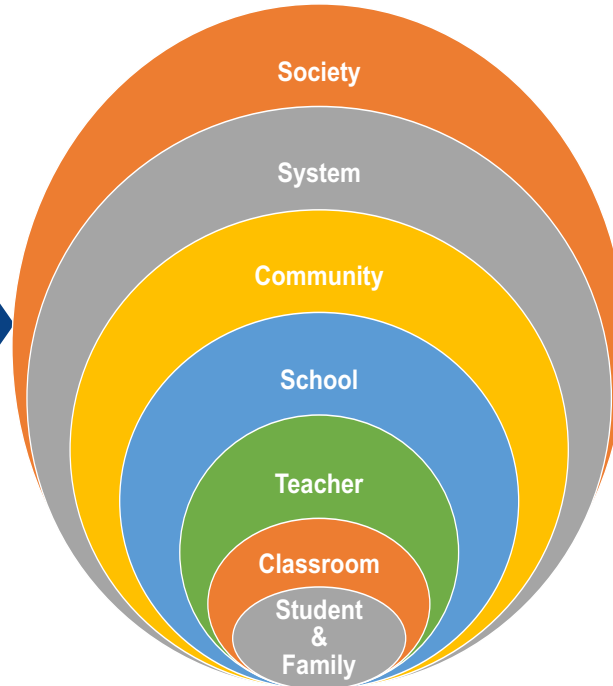 Society
System
Community
School
Teacher
Classroom
Student
&
Family